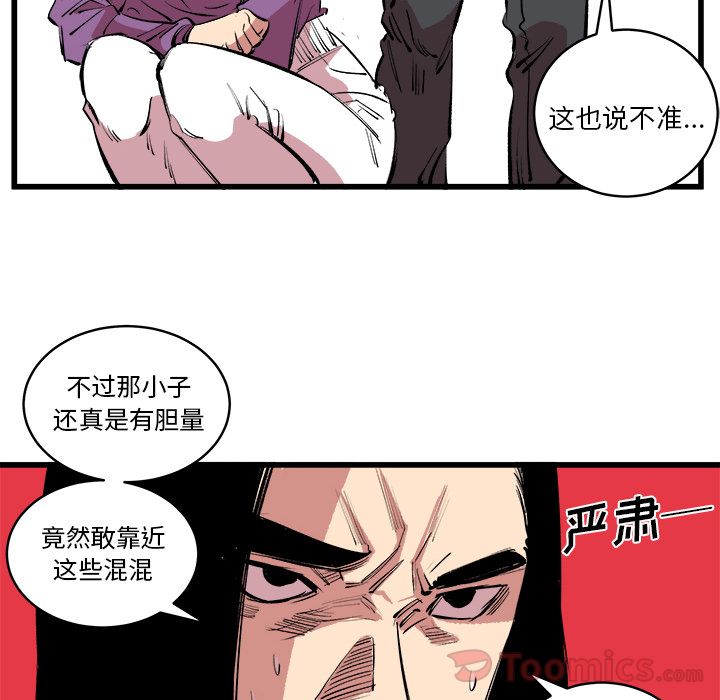 这也说不准...
不过那小子
还真是有胆量
竟然敢靠近
这些混混
严肃——
Toomics.com